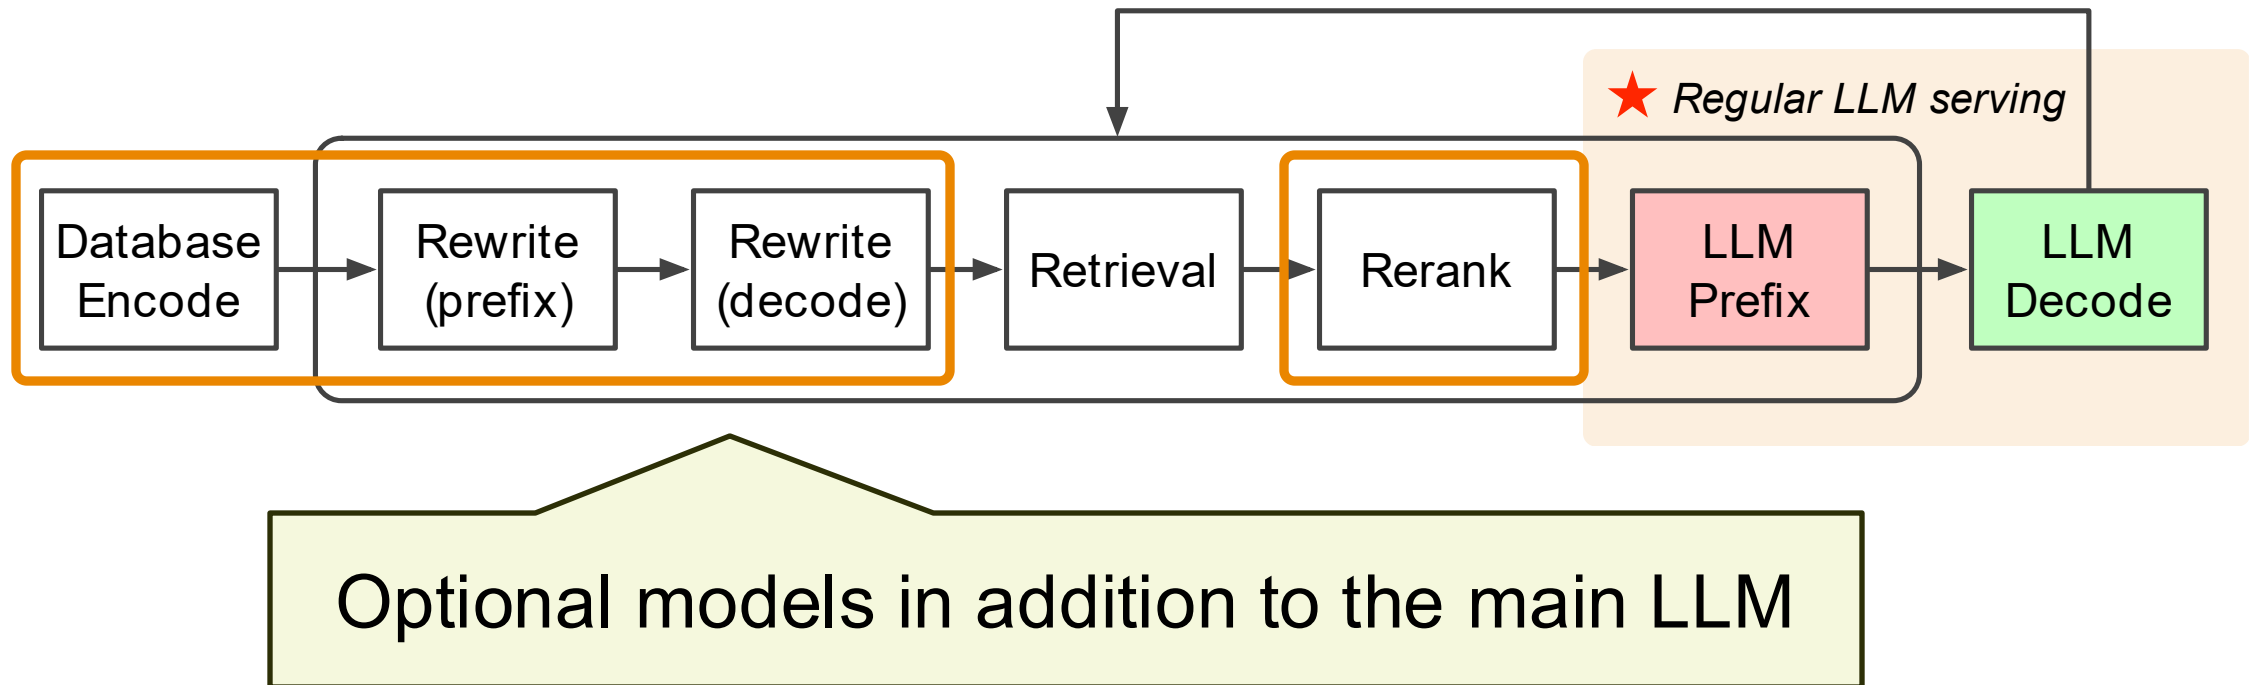 Regular LLM serving
Database
Encode
Rewrite
(prefix)
Rewrite
(decode)
Retrieval
Rerank
LLM
Prefix
LLM
Decode
Optional models in addition to the main LLM